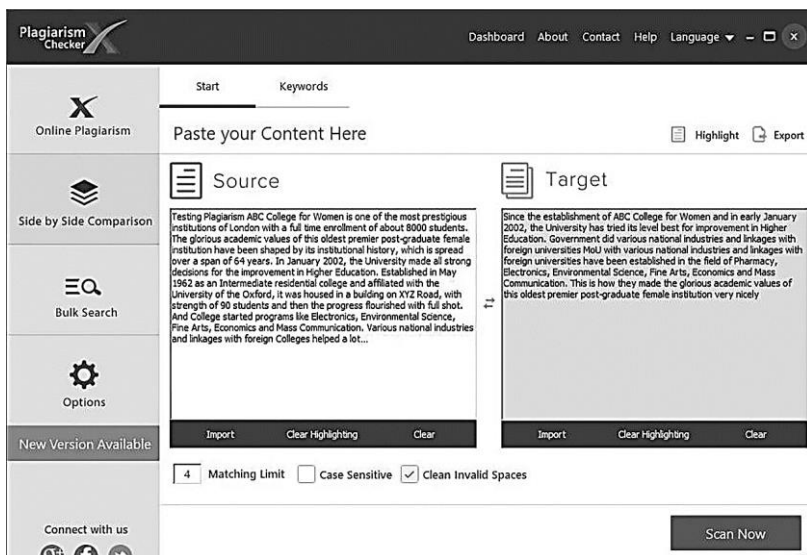 Plagiarism
Checker
Dashboard About Contact Help Language
Start Keywords
Online Plagiarism
Paste your Content Here
Highlight Export
Source
Target
Side by Side Comparison
Testing Plagiarism ABC College for Women is one of the most prestigious
institutions of London with a full time enrollment of about 8000 students.
The glorious academic values of this oldest premier post-graduate female
institution have been shaped by its institutional history, which is spread
over a span of 64 years. In January 2002, the University made all strong
decisions for the improvement in Higher Education. Established in May
1962 as an Intermediate residential college and affiliated with the
University of the Oxford, it was housed in a building on XYZ Road, with
strength of 90 students and then the progress flourished with full shot.
And College started programs like Electronics, Environmental Science,
Fine Arts, Economics and Mass Communication. Various national industries
and linkages with foreign Colleges helped a lot...
Since the establishment of ABC College for Women and in early January
2002, the University has tried its level best for improvement in Higher
Education. Government did various national industries and linkages with
foreign universities MoU with various national industries and linkages with
foreign universities have been established in the field of Pharmacy,
Electronics, Environmental Science, Fine Arts, Economics and Mass
Communication. This is how they made the glorious academic values of
this oldest premier post-graduate female institution very nicely
Bulk Search
Options
Import Clear Highlighting Clear
Import Clear Highlighting Clear
New Version Available
4 Matching Limit Case Sensitive Clean Invalid Spaces
Connect with us
Scan Now